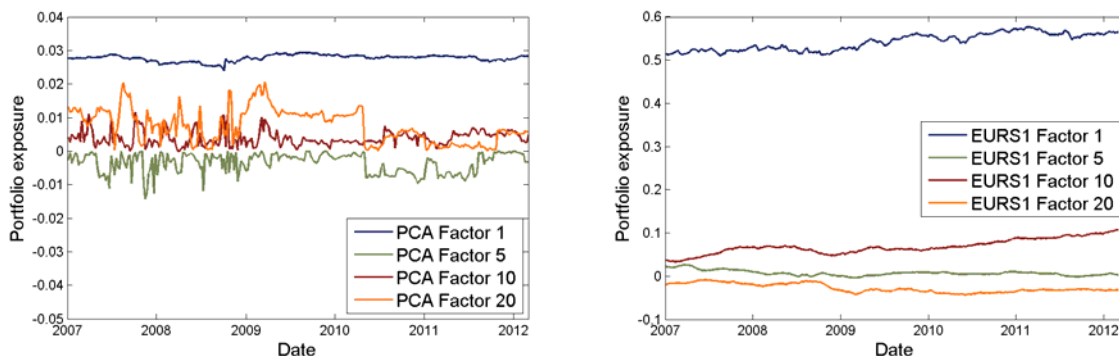 0.04
0.03
0.02
0.01
0
-0.01
-0.02
-0.03
-0.04
-0.05
Portfolio exposure
2007 2008 2009 2010 2011 2012
Date
PCA Factor 1
PCA Factor 5
PCA Factor 10
PCA Factor 20
0.6
0.5
0.4
0.3
0.2
0.1
0
-0.1
Portfolio exposure
2007 2008 2009 2010 2011 2012
Date
EURS1 Factor 1
EURS1 Factor 5
EURS1 Factor 10
EURS1 Factor 20